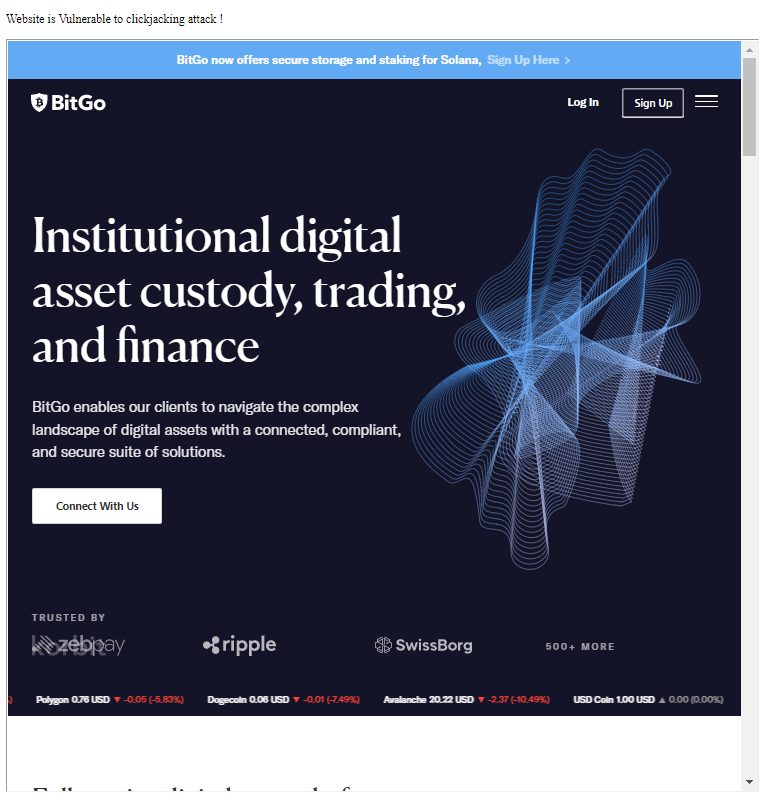 Website is Vulnerable to clickjacking attack !
BitGo now offers secure storage and staking for Solana, Sign Up Here >
BitGo
Log In
Sign Up
Institutional digital
asset custody, trading,
and finance
BitGo enables our clients to navigate the complex
landscape of digital assets with a connected, compliant,
and secure suite of solutions.
Connect With Us
TRUSTED BY
zebpay korbit ripple SwissBorg 500+ MORE
%) Polygon 0.76 USD ▼ -0.05 (-5.83%) Dogecoin 0.06 USD ▼ -0.01 (-7.49%) Avalanche 20.22 USD ▼ -2.37 (-10.49%) USD Coin 1.00 USD ▲ 0.00 (0.00%)